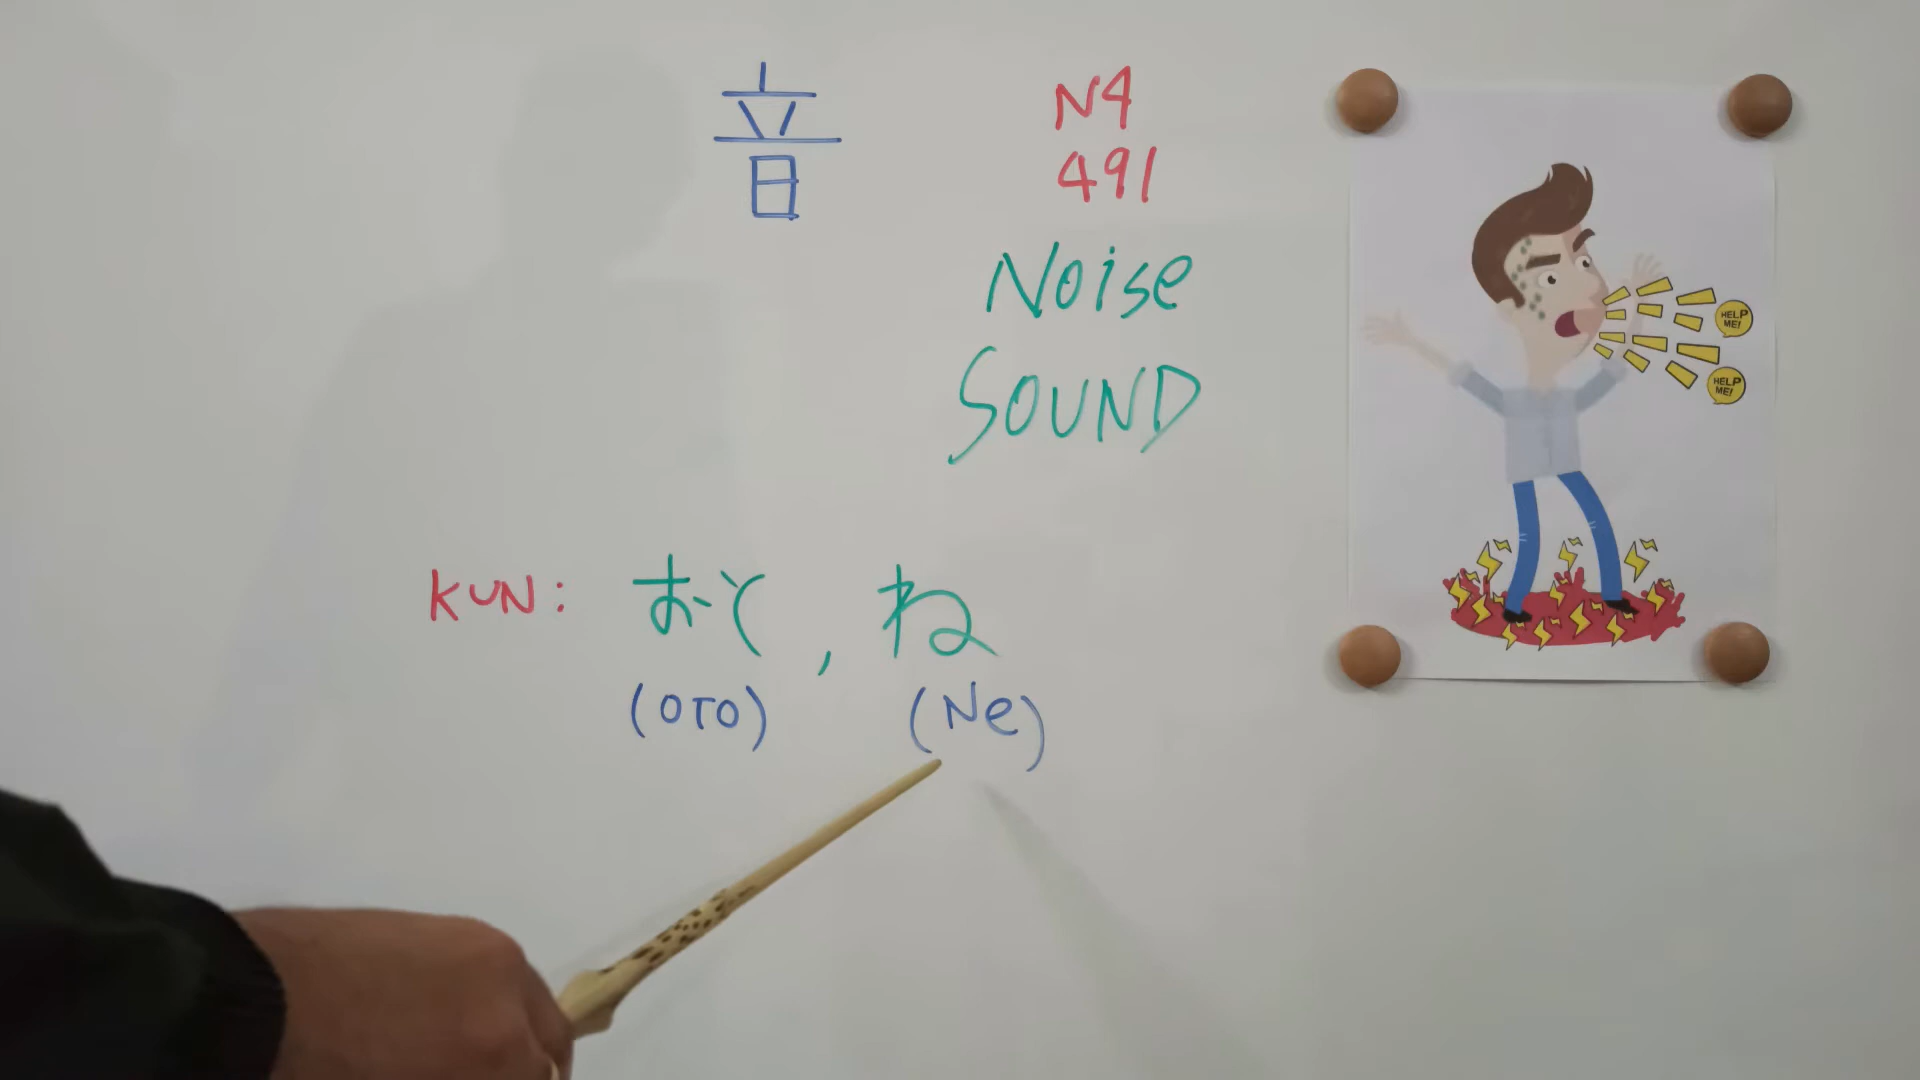 音
N4
491
Noise
SOUND
HELP ME!
HELP ME!
KUN: おと, ね
(OTO) (Ne)